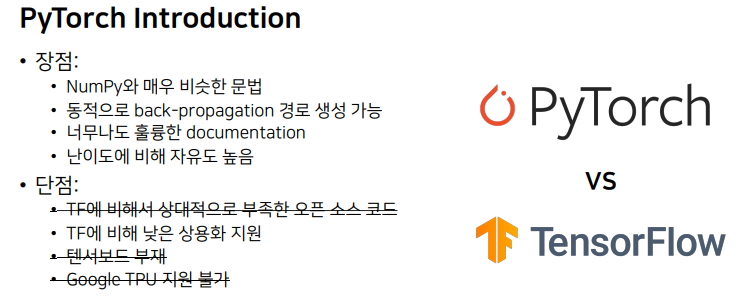 PyTorch Introduction
• 장점:
• NumPy와 매우 비슷한 문법
• 동적으로 back-propagation 경로 생성 가능
• 너무나도 훌륭한 documentation
• 난이도에 비해 자유도 높음
• 단점:
• TF에 비해서 상대적으로 부족한 오픈 소스 코드
• TF에 비해 낮은 상용화 지원
• 텐서보드 부재
• Google TPU 지원 불가
PyTorch
vs
TensorFlow